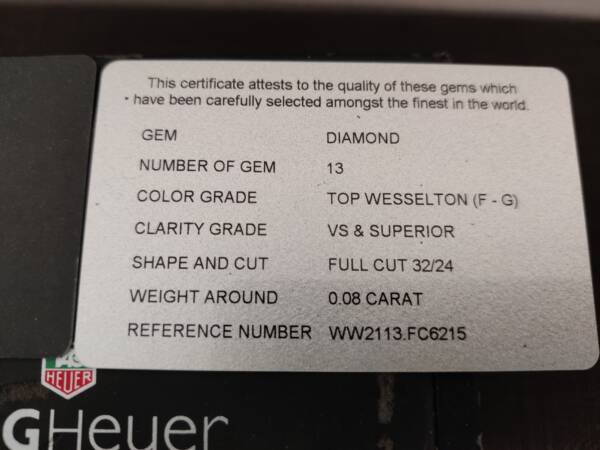 This certificate attests to the quality of these gems which
have been carefully selected amongst the finest in the world.
GEM DIAMOND
NUMBER OF GEM 13
COLOR GRADE TOP WESSELTON (F - G)
CLARITY GRADE VS & SUPERIOR
SHAPE AND CUT FULL CUT 32/24
WEIGHT AROUND 0.08 CARAT
REFERENCE NUMBER WW2113.FC6215
HEUER
GHeuer